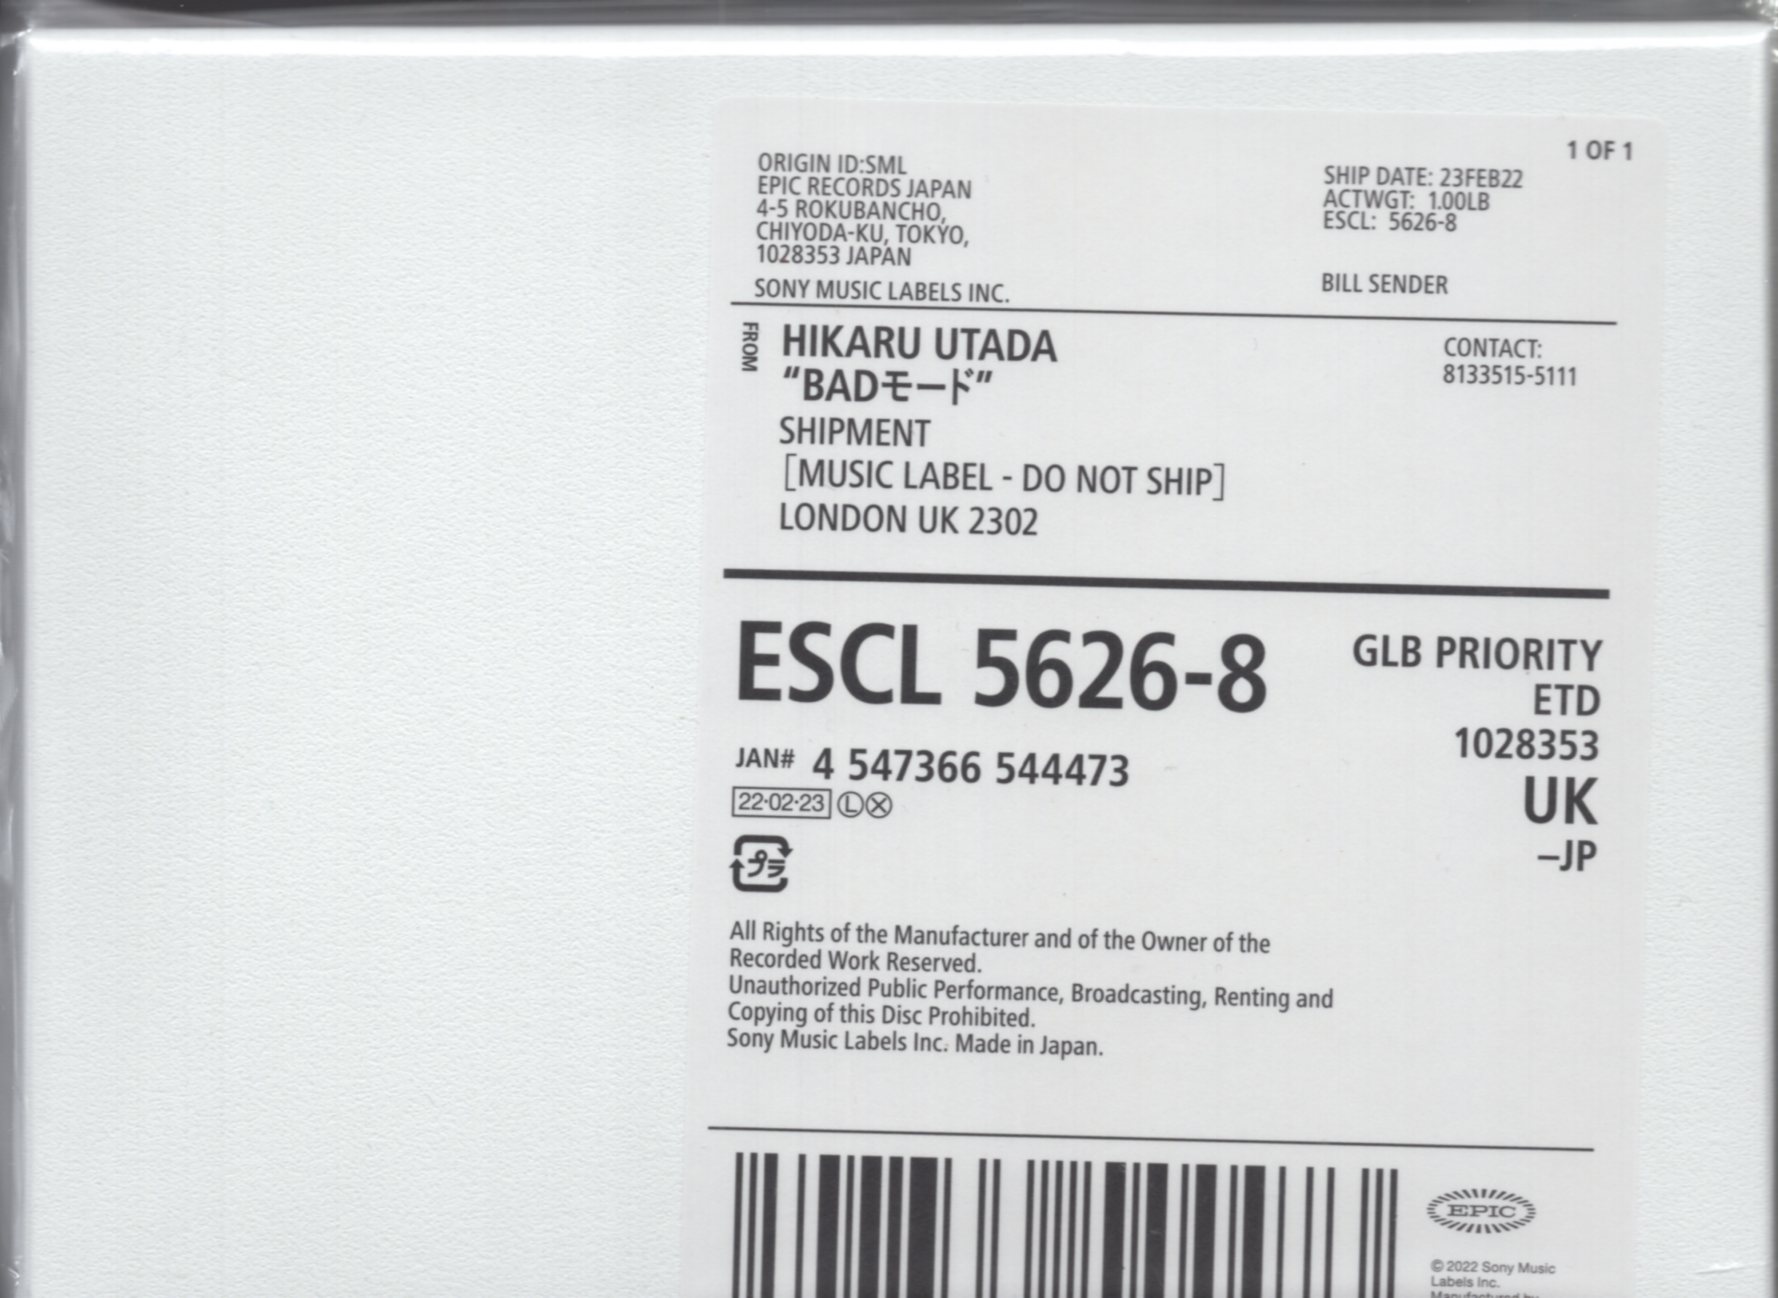 1 OF 1
ORIGIN ID:SML
EPIC RECORDS JAPAN
4-5 ROKUBANCHO,
CHIYODA-KU, TOKYO,
1028353 JAPAN
SONY MUSIC LABELS INC.
SHIP DATE: 23FEB22
ACTWGT: 1.00LB
ESCL: 5626-8
BILL SENDER
FROM
HIKARU UTADA
“BADモード”
SHIPMENT
[MUSIC LABEL - DO NOT SHIP]
LONDON UK 2302
CONTACT:
8133515-5111
ESCL 5626-8
JAN# 4 547366 544473
22·02·23 Ⓛ ⓧ
プラ
GLB PRIORITY
ETD
1028353
UK
–JP
All Rights of the Manufacturer and of the Owner of the
Recorded Work Reserved.
Unauthorized Public Performance, Broadcasting, Renting and
Copying of this Disc Prohibited.
Sony Music Labels Inc. Made in Japan.
EPIC
© 2022 Sony Music
Labels Inc.
Manufactured by